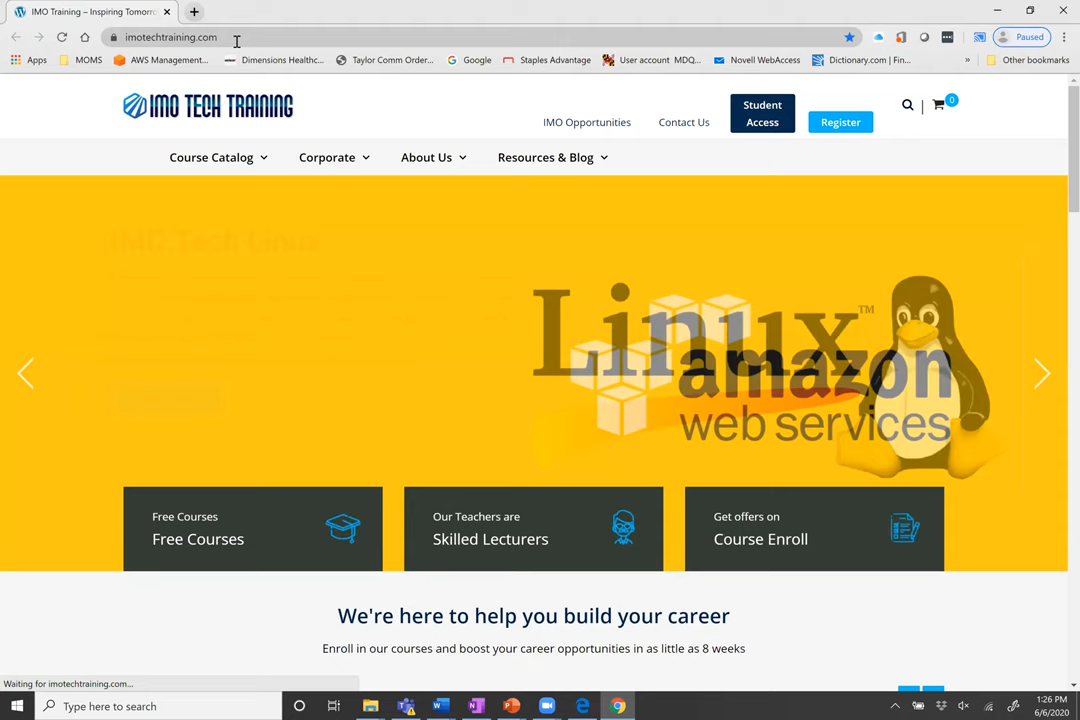 IMO Training – Inspiring Tomorro
imotechtraining.com
Paused
Apps
MOMS
AWS Management...
Dimensions Healthc...
Taylor Comm Order...
Google
Staples Advantage
User account MDQ...
Novell WebAccess
Dictionary.com | Fin...
»
Other bookmarks
IMO TECH TRAINING
IMO Opportunities
Contact Us
Student
Access
Register
0
Course Catalog
Corporate
About Us
Resources & Blog
IMO Tech Linux
Linux™
amazon
web services
Free Courses
Free Courses
Our Teachers are
Skilled Lecturers
Get offers on
Course Enroll
We're here to help you build your career
Enroll in our courses and boost your career opportunities in as little as 8 weeks
Waiting for imotechtraining.com...
Type here to search
1:26 PM
6/6/2020